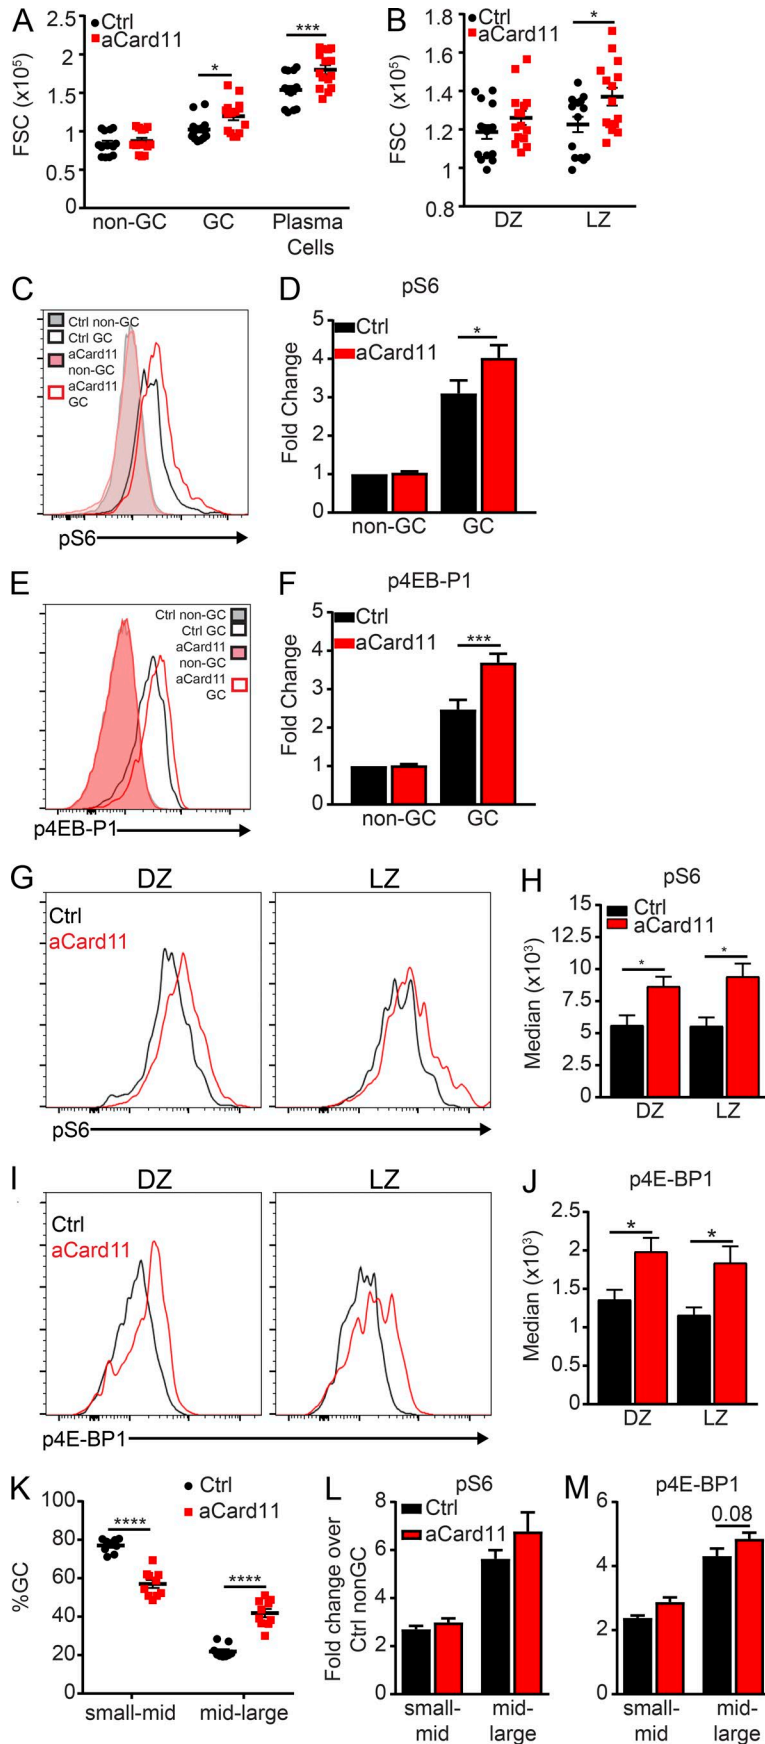 A
Ctrl
aCard11
***
*
FSC (x10⁵)
2.5
2
1.5
1
0.5
0
non-GC
GC
Plasma
Cells
B
Ctrl
aCard11
*
FSC (x10⁵)
1.8
1.6
1.4
1.2
1.0
0.8
DZ
LZ
C
Ctrl non-GC
Ctrl GC
aCard11
non-GC
aCard11
GC
pS6
D
pS6
Ctrl
aCard11
*
Fold Change
5
4
3
2
1
0
non-GC
GC
E
Ctrl non-GC
Ctrl GC
aCard11
non-GC
aCard11
GC
p4EB-P1
F
p4EB-P1
Ctrl
aCard11
***
Fold Change
5
4
3
2
1
0
non-GC
GC
G
DZ
LZ
Ctrl
aCard11
pS6
H
pS6
Ctrl
aCard11
*
*
Median (x10³)
15
12.5
10
7.5
5
2.5
0
DZ
LZ
I
DZ
LZ
Ctrl
aCard11
p4E-BP1
J
p4E-BP1
*
*
Median (x10³)
2.5
2
1.5
1
0.5
0
DZ
LZ
K
Ctrl
aCard11
****
****
%GC
100
80
60
40
20
0
small-mid
mid-large
L
pS6
Ctrl
aCard11
Fold change over
Ctrl nonGC
8
6
4
2
0
small-
mid
mid-
large
M
p4E-BP1
0.08
6
4
2
0
small-
mid
mid-
large